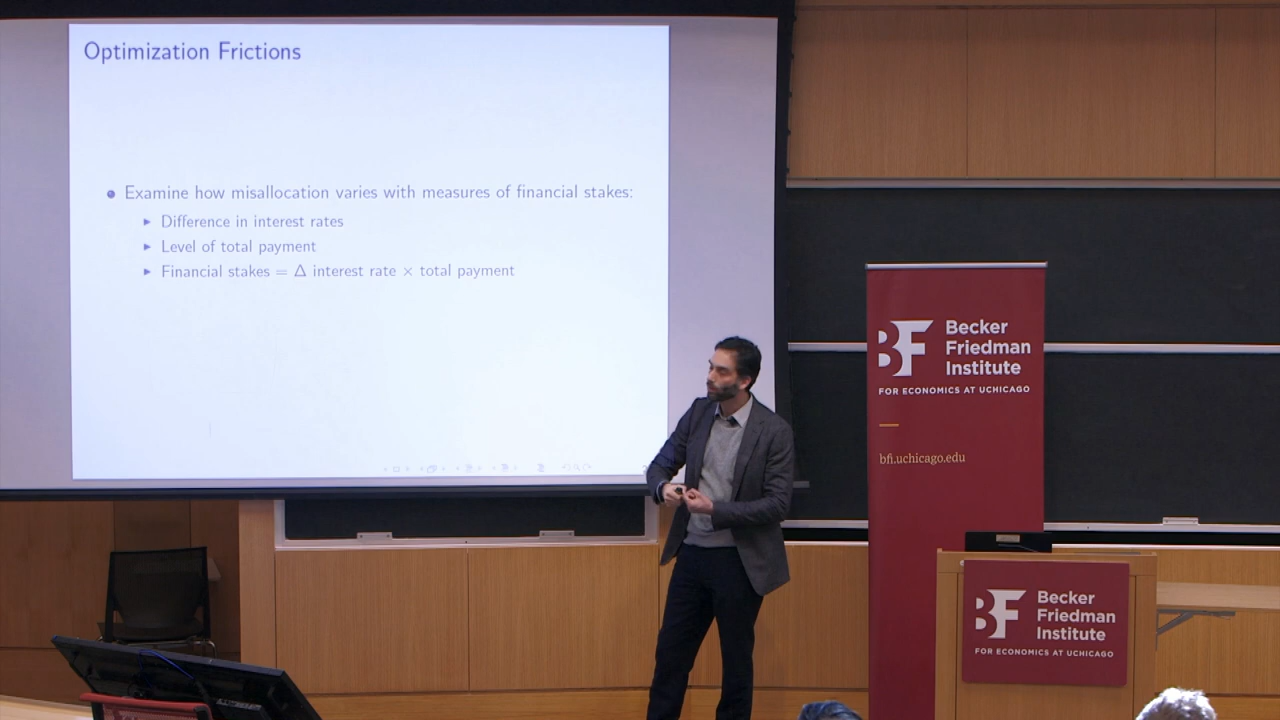 Optimization Frictions
Examine how misallocation varies with measures of financial stakes:
Difference in interest rates
Level of total payment
Financial stakes = Δ interest rate × total payment
BF Becker
Friedman
Institute
FOR ECONOMICS AT UCHICAGO
bfi.uchicago.edu
BF Becker
Friedman
Institute
FOR ECONOMICS AT UCHICAGO